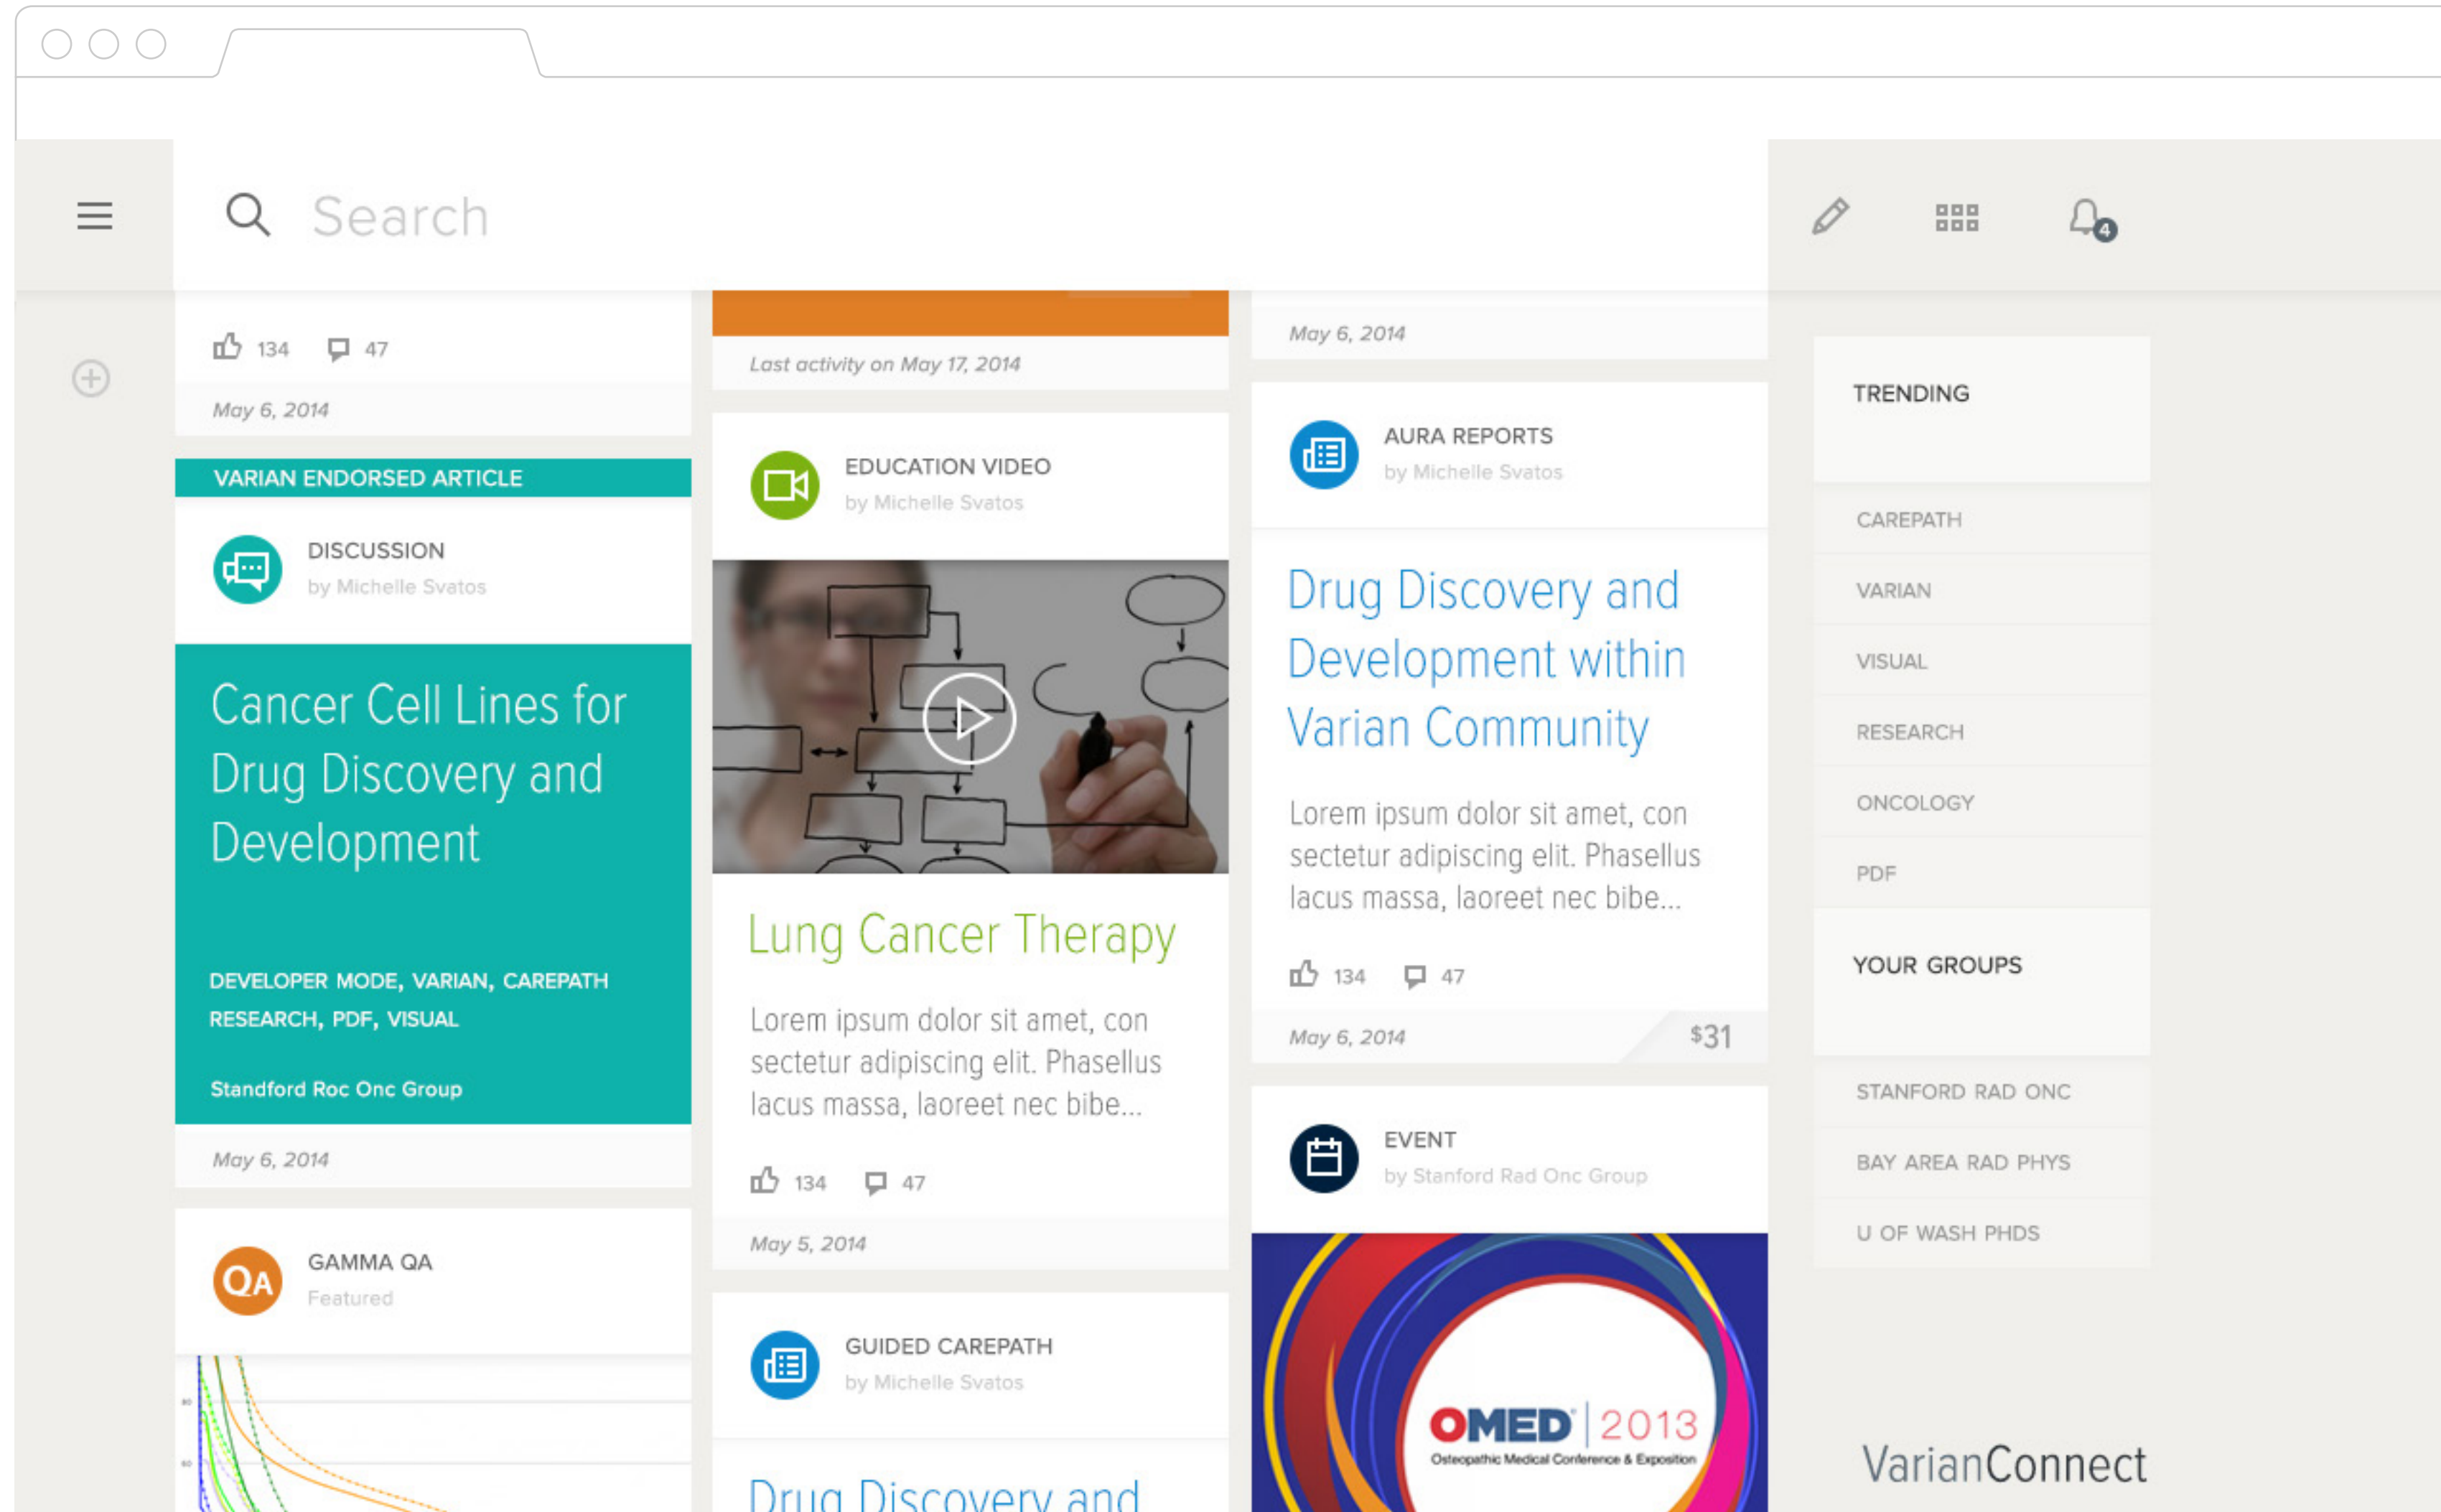 Search
4
134 47
May 6, 2014
VARIAN ENDORSED ARTICLE
DISCUSSION
by Michelle Svatos
Cancer Cell Lines for
Drug Discovery and
Development
DEVELOPER MODE, VARIAN, CAREPATH
RESEARCH, PDF, VISUAL
Standford Roc Onc Group
May 6, 2014
QA
GAMMA QA
Featured
80
60
Last activity on May 17, 2014
EDUCATION VIDEO
by Michelle Svatos
Lung Cancer Therapy
Lorem ipsum dolor sit amet, con
sectetur adipiscing elit. Phasellus
lacus massa, laoreet nec bibe...
134 47
May 5, 2014
GUIDED CAREPATH
by Michelle Svatos
Drug Discovery and
May 6, 2014
AURA REPORTS
by Michelle Svatos
Drug Discovery and
Development within
Varian Community
Lorem ipsum dolor sit amet, con
sectetur adipiscing elit. Phasellus
lacus massa, laoreet nec bibe...
134 47
May 6, 2014 $31
EVENT
by Stanford Rad Onc Group
OMED 2013
Osteopathic Medical Conference & Exposition
TRENDING
CAREPATH
VARIAN
VISUAL
RESEARCH
ONCOLOGY
PDF
YOUR GROUPS
STANFORD RAD ONC
BAY AREA RAD PHYS
U OF WASH PHDS
VarianConnect